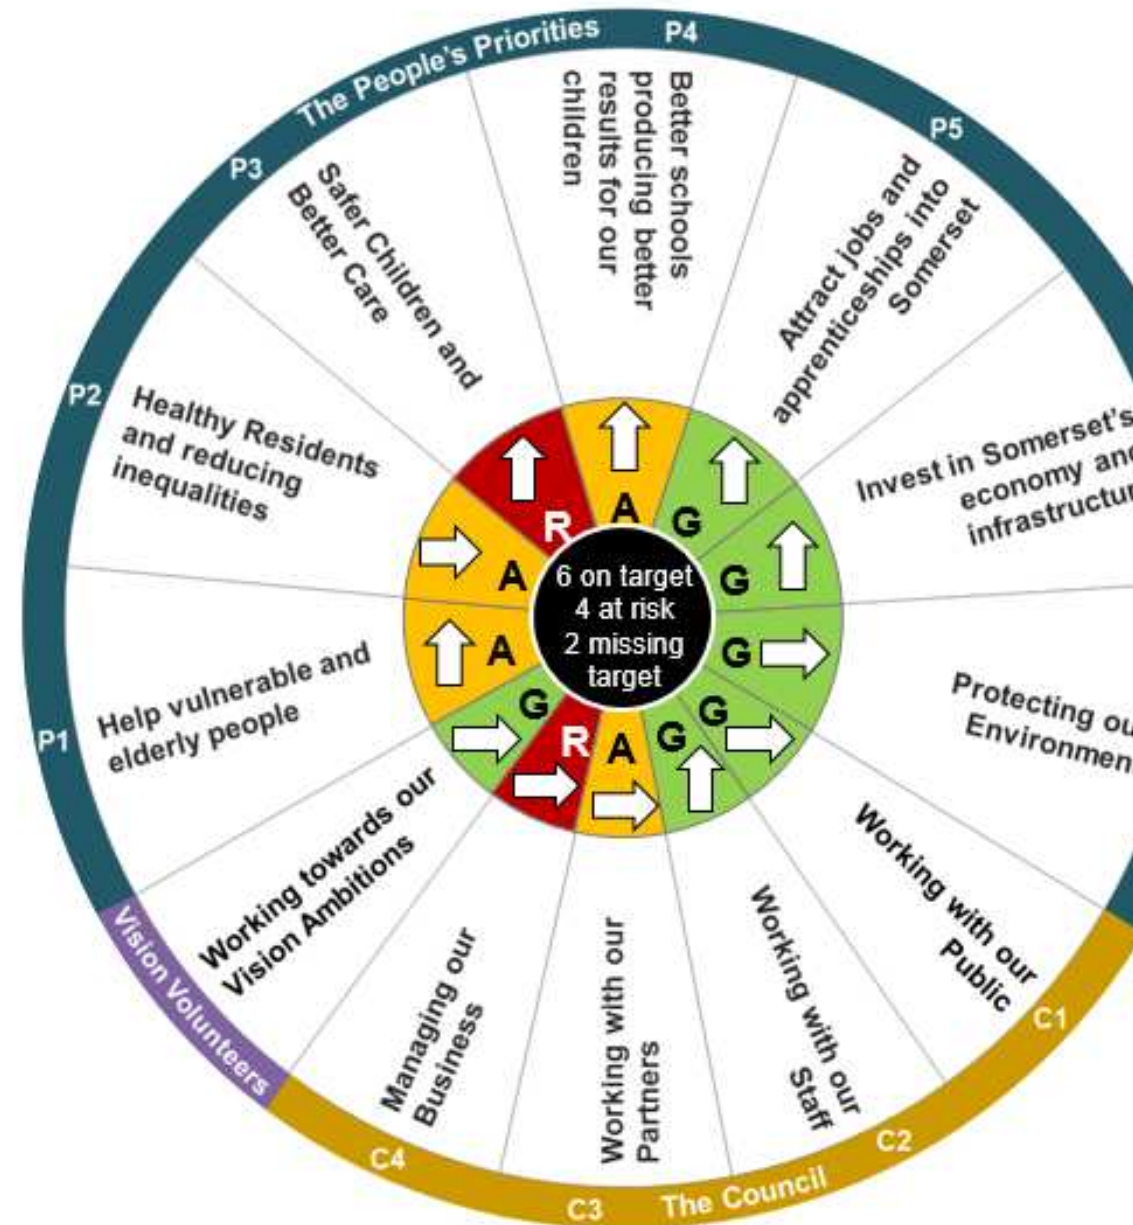 The People's Priorities
P4
Better schools
producing better
results for our
children
P5
Attract jobs and
apprenticeships into
Somerset
Invest in Somerset's
economy and
infrastructur
Protecting ou
Environmen
C1
Working with our
Public
C2
Working with our
Staff
The Council
C3
Working with our
Partners
C4
Managing our
Business
Vision Volunteers
Working towards our
Vision Ambitions
P1
Help vulnerable and
elderly people
P2
Healthy Residents
and reducing
inequalities
P3
Safer Children and
Better Care
A
G
G
G
G
G
A
R
G
A
A
R
6 on target
4 at risk
2 missing
target